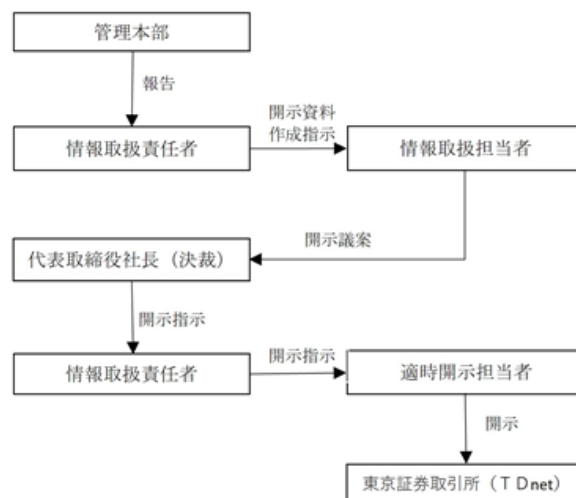 管理本部
報告
開示資料
作成指示
情報取扱責任者
情報取扱担当者
開示議案
代表取締役社長（決裁）
開示指示
開示指示
情報取扱責任者
適時開示担当者
開示
東京証券取引所（ＴＤnet）